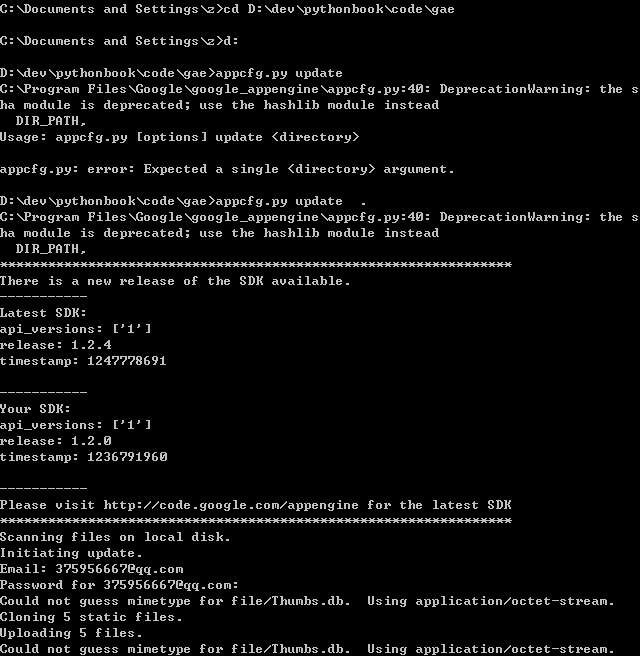 C:\Documents and Settings\z>cd D:\dev\pythonbook\code\gae
C:\Documents and Settings\z>d:
D:\dev\pythonbook\code\gae>appcfg.py update
C:\Program Files\Google\google_appengine\appcfg.py:40: DeprecationWarning: the s
ha module is deprecated; use the hashlib module instead
  DIR_PATH,
Usage: appcfg.py [options] update <directory>
appcfg.py: error: Expected a single <directory> argument.
D:\dev\pythonbook\code\gae>appcfg.py update  .
C:\Program Files\Google\google_appengine\appcfg.py:40: DeprecationWarning: the s
ha module is deprecated; use the hashlib module instead
  DIR_PATH,
****************************************************************
There is a new release of the SDK available.
-----------
Latest SDK:
api_versions: ['1']
release: 1.2.4
timestamp: 1247778691
-----------
Your SDK:
api_versions: ['1']
release: 1.2.0
timestamp: 1236791960
-----------
Please visit http://code.google.com/appengine for the latest SDK
****************************************************************
Scanning files on local disk.
Initiating update.
Email: 375956667@qq.com
Password for 375956667@qq.com:
Could not guess mimetype for file/Thumbs.db.  Using application/octet-stream.
Cloning 5 static files.
Uploading 5 files.
Could not guess mimetype for file/Thumbs.db.  Using application/octet-stream.